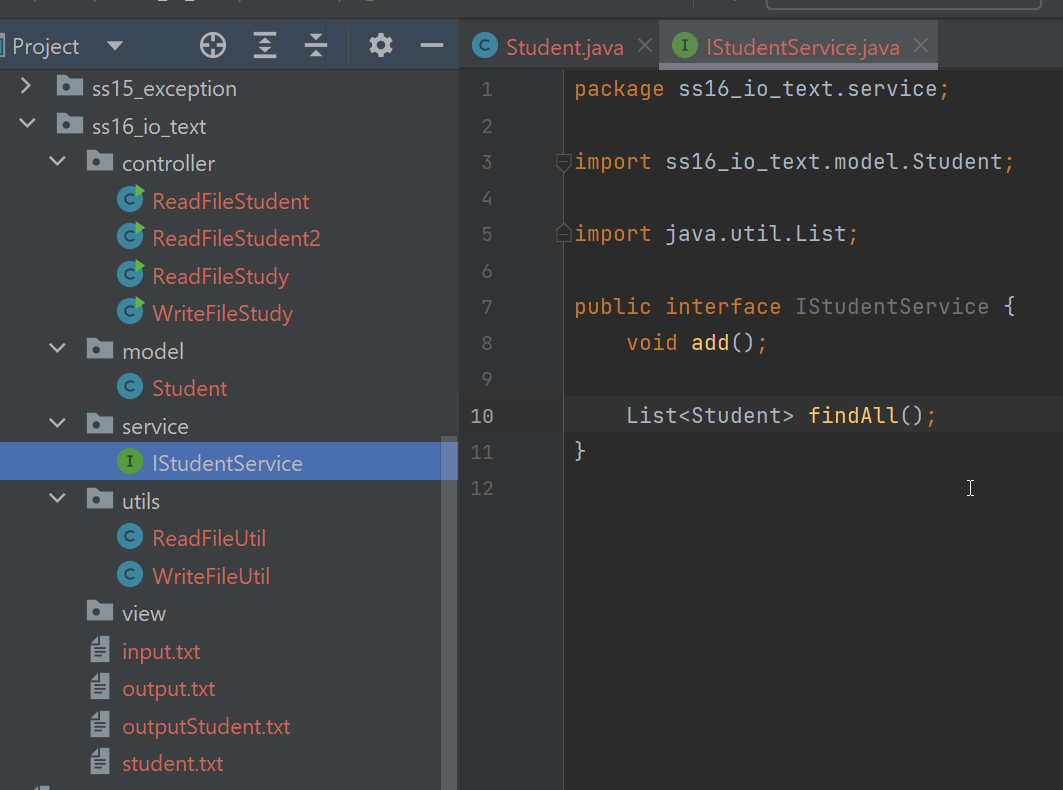 Project
ss15_exception
ss16_io_text
controller
C ReadFileStudent
C ReadFileStudent2
C ReadFileStudy
C WriteFileStudy
model
C Student
service
I IStudentService
utils
C ReadFileUtil
C WriteFileUtil
view
input.txt
output.txt
outputStudent.txt
student.txt
C Student.java I IStudentService.java
1 package ss16_io_text.service;
2
3 import ss16_io_text.model.Student;
4
5 import java.util.List;
6
7 public interface IStudentService {
8 void add();
9
10 List<Student> findAll();
11 }
12